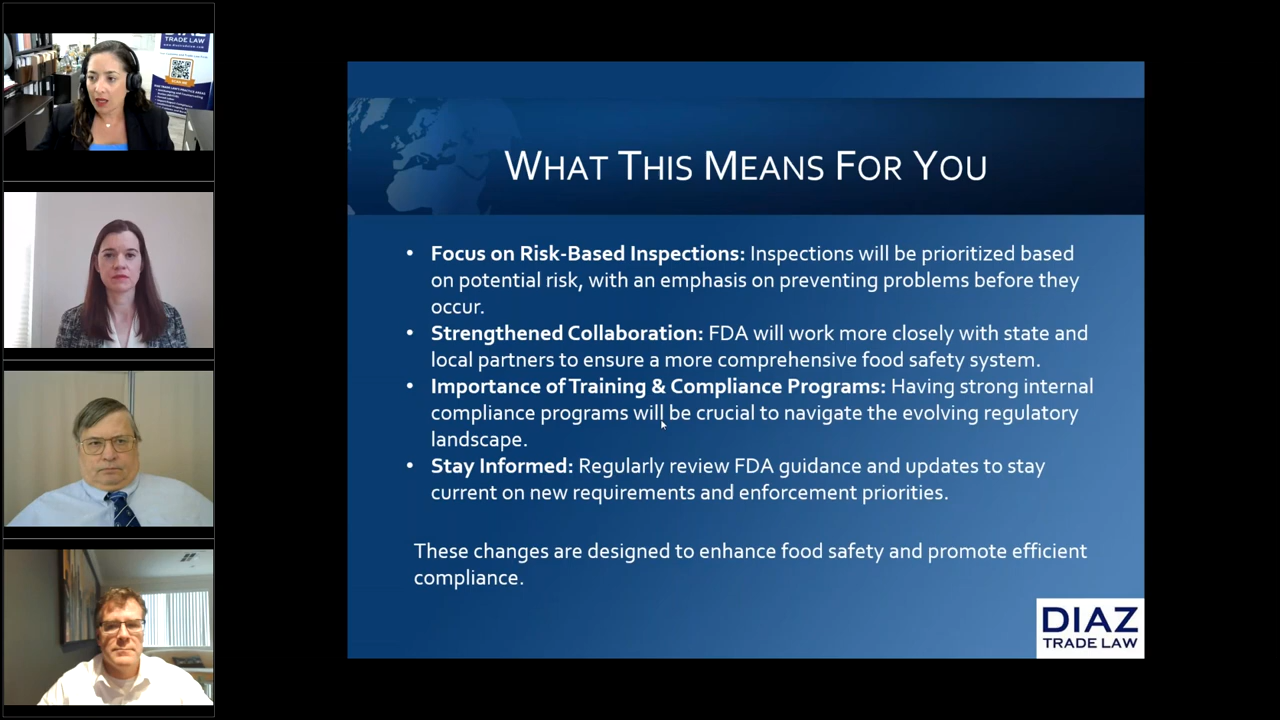 DIAZ
TRADE LAW
WHAT THIS MEANS FOR YOU
• Focus on Risk-Based Inspections: Inspections will be prioritized based
on potential risk, with an emphasis on preventing problems before they
occur.
• Strengthened Collaboration: FDA will work more closely with state and
local partners to ensure a more comprehensive food safety system.
• Importance of Training & Compliance Programs: Having strong internal
compliance programs will be crucial to navigate the evolving regulatory
landscape.
• Stay Informed: Regularly review FDA guidance and updates to stay
current on new requirements and enforcement priorities.
These changes are designed to enhance food safety and promote efficient
compliance.
DIAZ
TRADE LAW